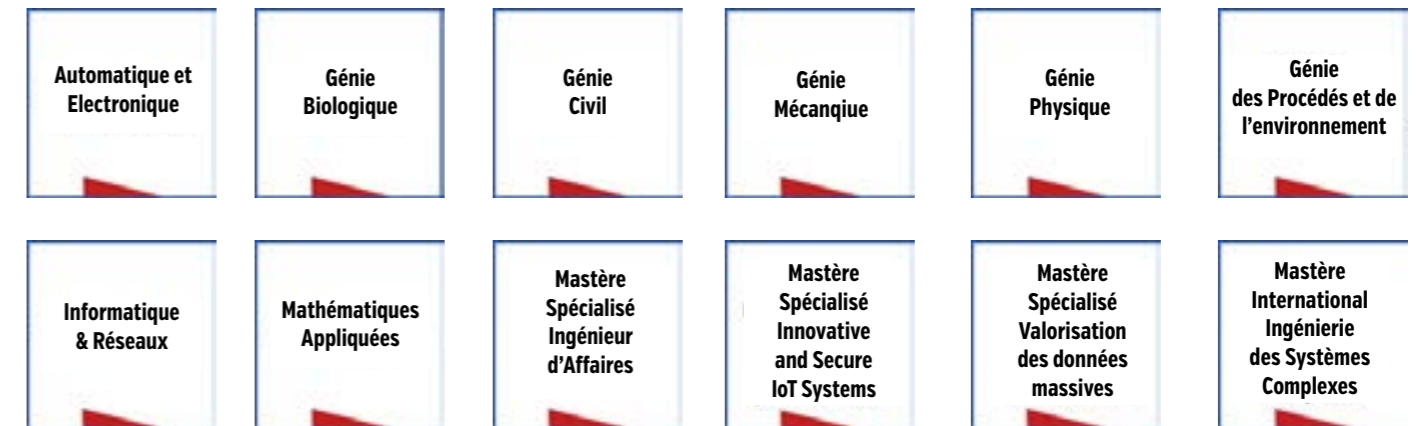 Automatique et
Electronique
Génie
Biologique
Génie
Civil
Génie
Mécanqiue
Génie
Physique
Génie
des Procédés et de
l'environnement
Informatique
& Réseaux
Mathématiques
Appliquées
Mastère
Spécialisé
Ingénieur
d'Affaires
Mastère
Spécialisé
Innovative
and Secure
IoT Systems
Mastère
Spécialisé
Valorisation
des données
massives
Mastère
International
Ingénierie
des Systèmes
Complexes